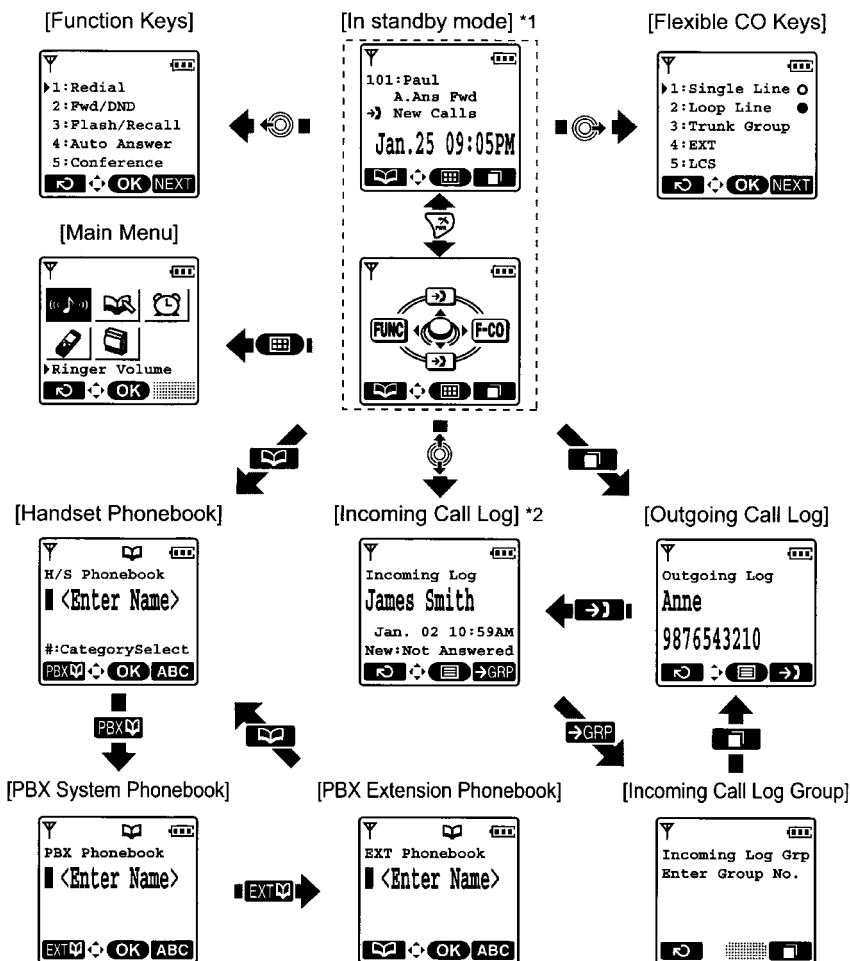 [Function Keys]
[In standby mode] *1
[Flexible CO Keys]
1:Redial
2:Fwd/DND
3:Flash/Recall
4:Auto Answer
5:Conference
OK NEXT
101:Paul
A.Ans Fwd
New Calls
Jan.25 09:05PM
1:Single Line
2:Loop Line
3:Trunk Group
4:EXT
5:LCS
OK NEXT
PWR
[Main Menu]
Ringer Volume
OK
FUNC
F-CO
[Handset Phonebook]
[Incoming Call Log] *2
[Outgoing Call Log]
H/S Phonebook
<Enter Name>
#:CategorySelect
PBX OK ABC
Incoming Log
James Smith
Jan. 02 10:59AM
New:Not Answered
GRP
Outgoing Log
Anne
9876543210
PBX
GRP
[PBX System Phonebook]
[PBX Extension Phonebook]
[Incoming Call Log Group]
PBX Phonebook
<Enter Name>
EXT OK ABC
EXT
EXT Phonebook
<Enter Name>
OK ABC
Incoming Log Grp
Enter Group No.